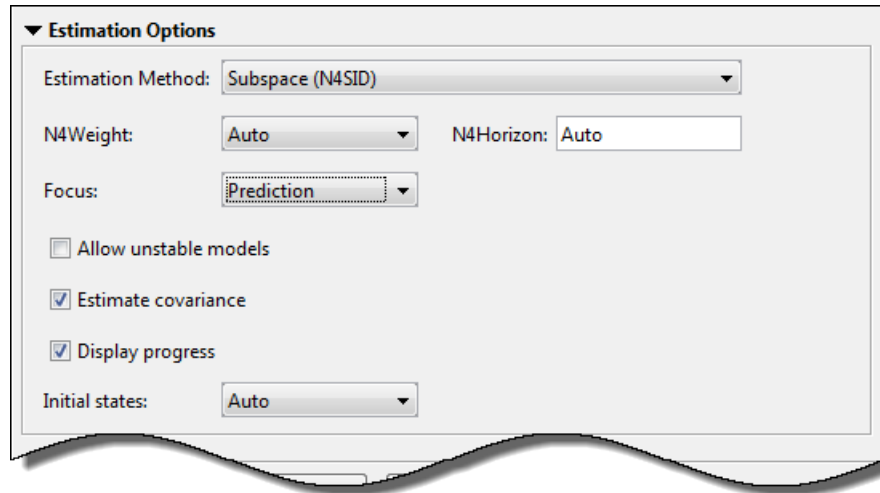 Estimation Options
Estimation Method: Subspace (N4SID)
N4Weight: Auto N4Horizon: Auto
Focus: Prediction
Allow unstable models
Estimate covariance
Display progress
Initial states: Auto